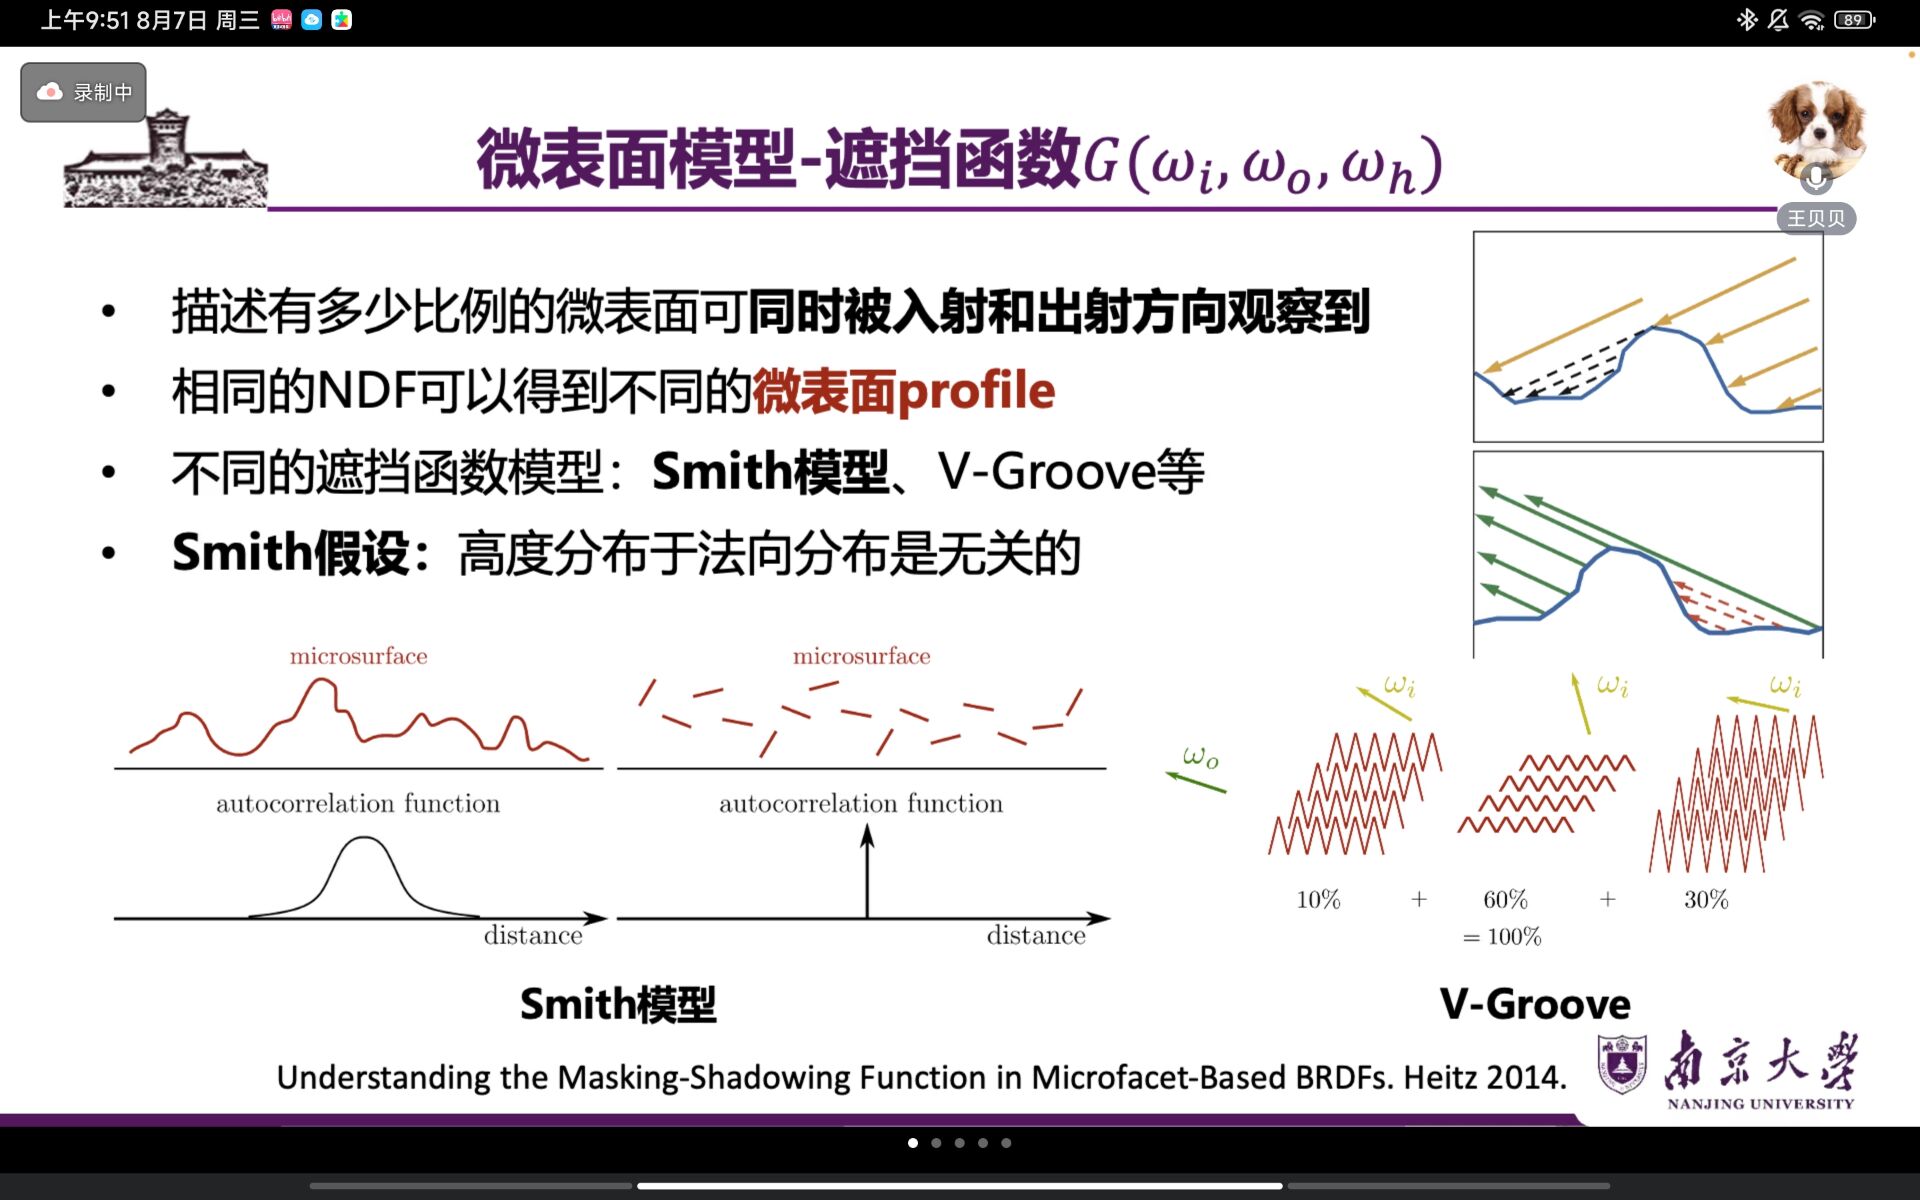 上午9:51 8月7日 周三
89
录制中
微表面模型-遮挡函数G(ωi, ωo, ωh)
王贝贝
• 描述有多少比例的微表面可同时被入射和出射方向观察到
• 相同的NDF可以得到不同的微表面profile
• 不同的遮挡函数模型：Smith模型、V-Groove等
• Smith假设：高度分布于法向分布是无关的
microsurface
microsurface
autocorrelation function
autocorrelation function
distance
distance
ωo
ωi
ωi
ωi
10% + 60% + 30%
= 100%
Smith模型
V-Groove
Understanding the Masking-Shadowing Function in Microfacet-Based BRDFs. Heitz 2014.
南京大學
NANJING UNIVERSITY